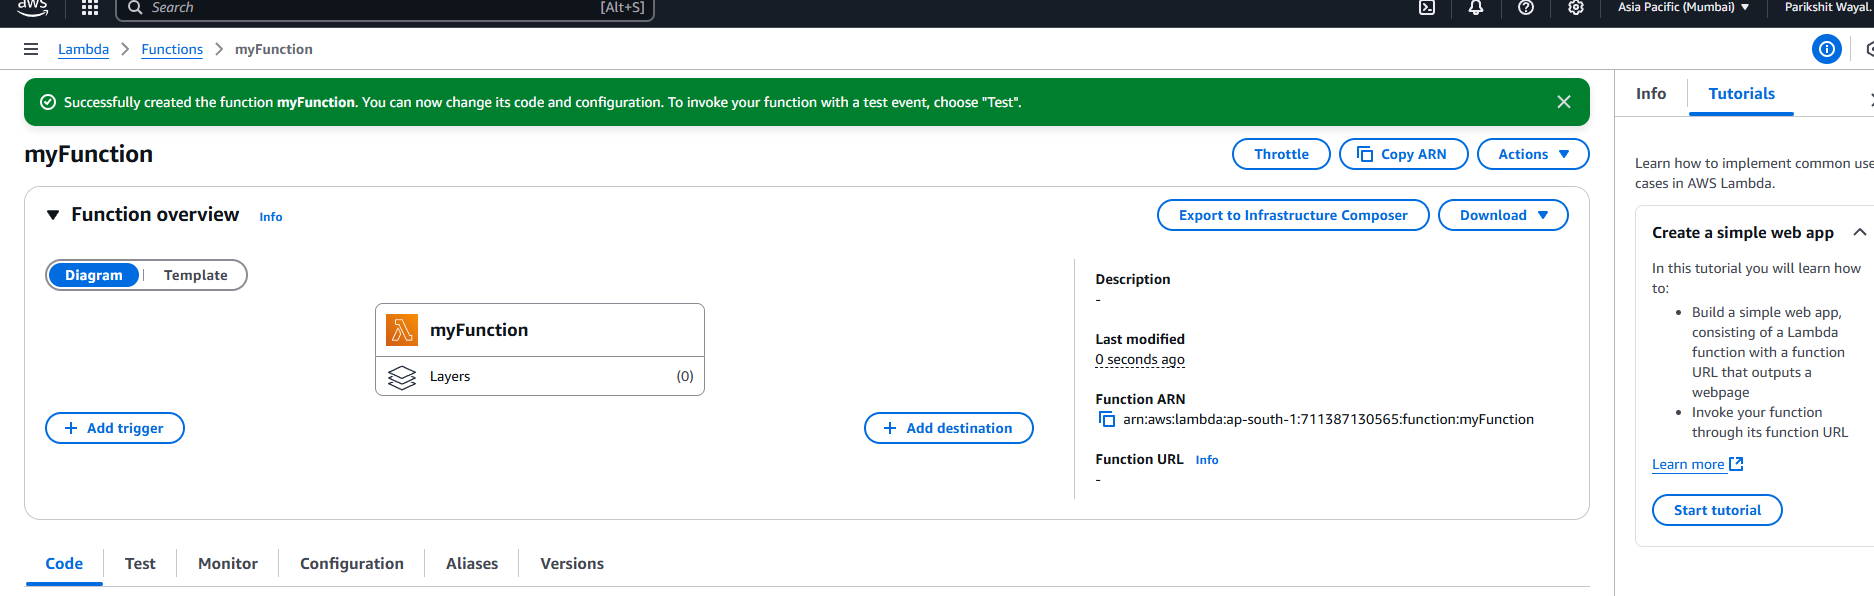 aws
Search [Alt+S]
Asia Pacific (Mumbai) Parikshit Wayal
Lambda Functions myFunction
Successfully created the function myFunction. You can now change its code and configuration. To invoke your function with a test event, choose "Test".
myFunction
Throttle Copy ARN Actions
Function overview Info
Export to Infrastructure Composer Download
Diagram Template
myFunction
Layers (0)
Add trigger Add destination
Description
-
Last modified
0 seconds ago
Function ARN
arn:aws:lambda:ap-south-1:711387130565:function:myFunction
Function URL Info
-
Code Test Monitor Configuration Aliases Versions
Info Tutorials
Learn how to implement common use
cases in AWS Lambda.
Create a simple web app
In this tutorial you will learn how
to:
• Build a simple web app,
consisting of a Lambda
function with a function
URL that outputs a
webpage
• Invoke your function
through its function URL
Learn more
Start tutorial